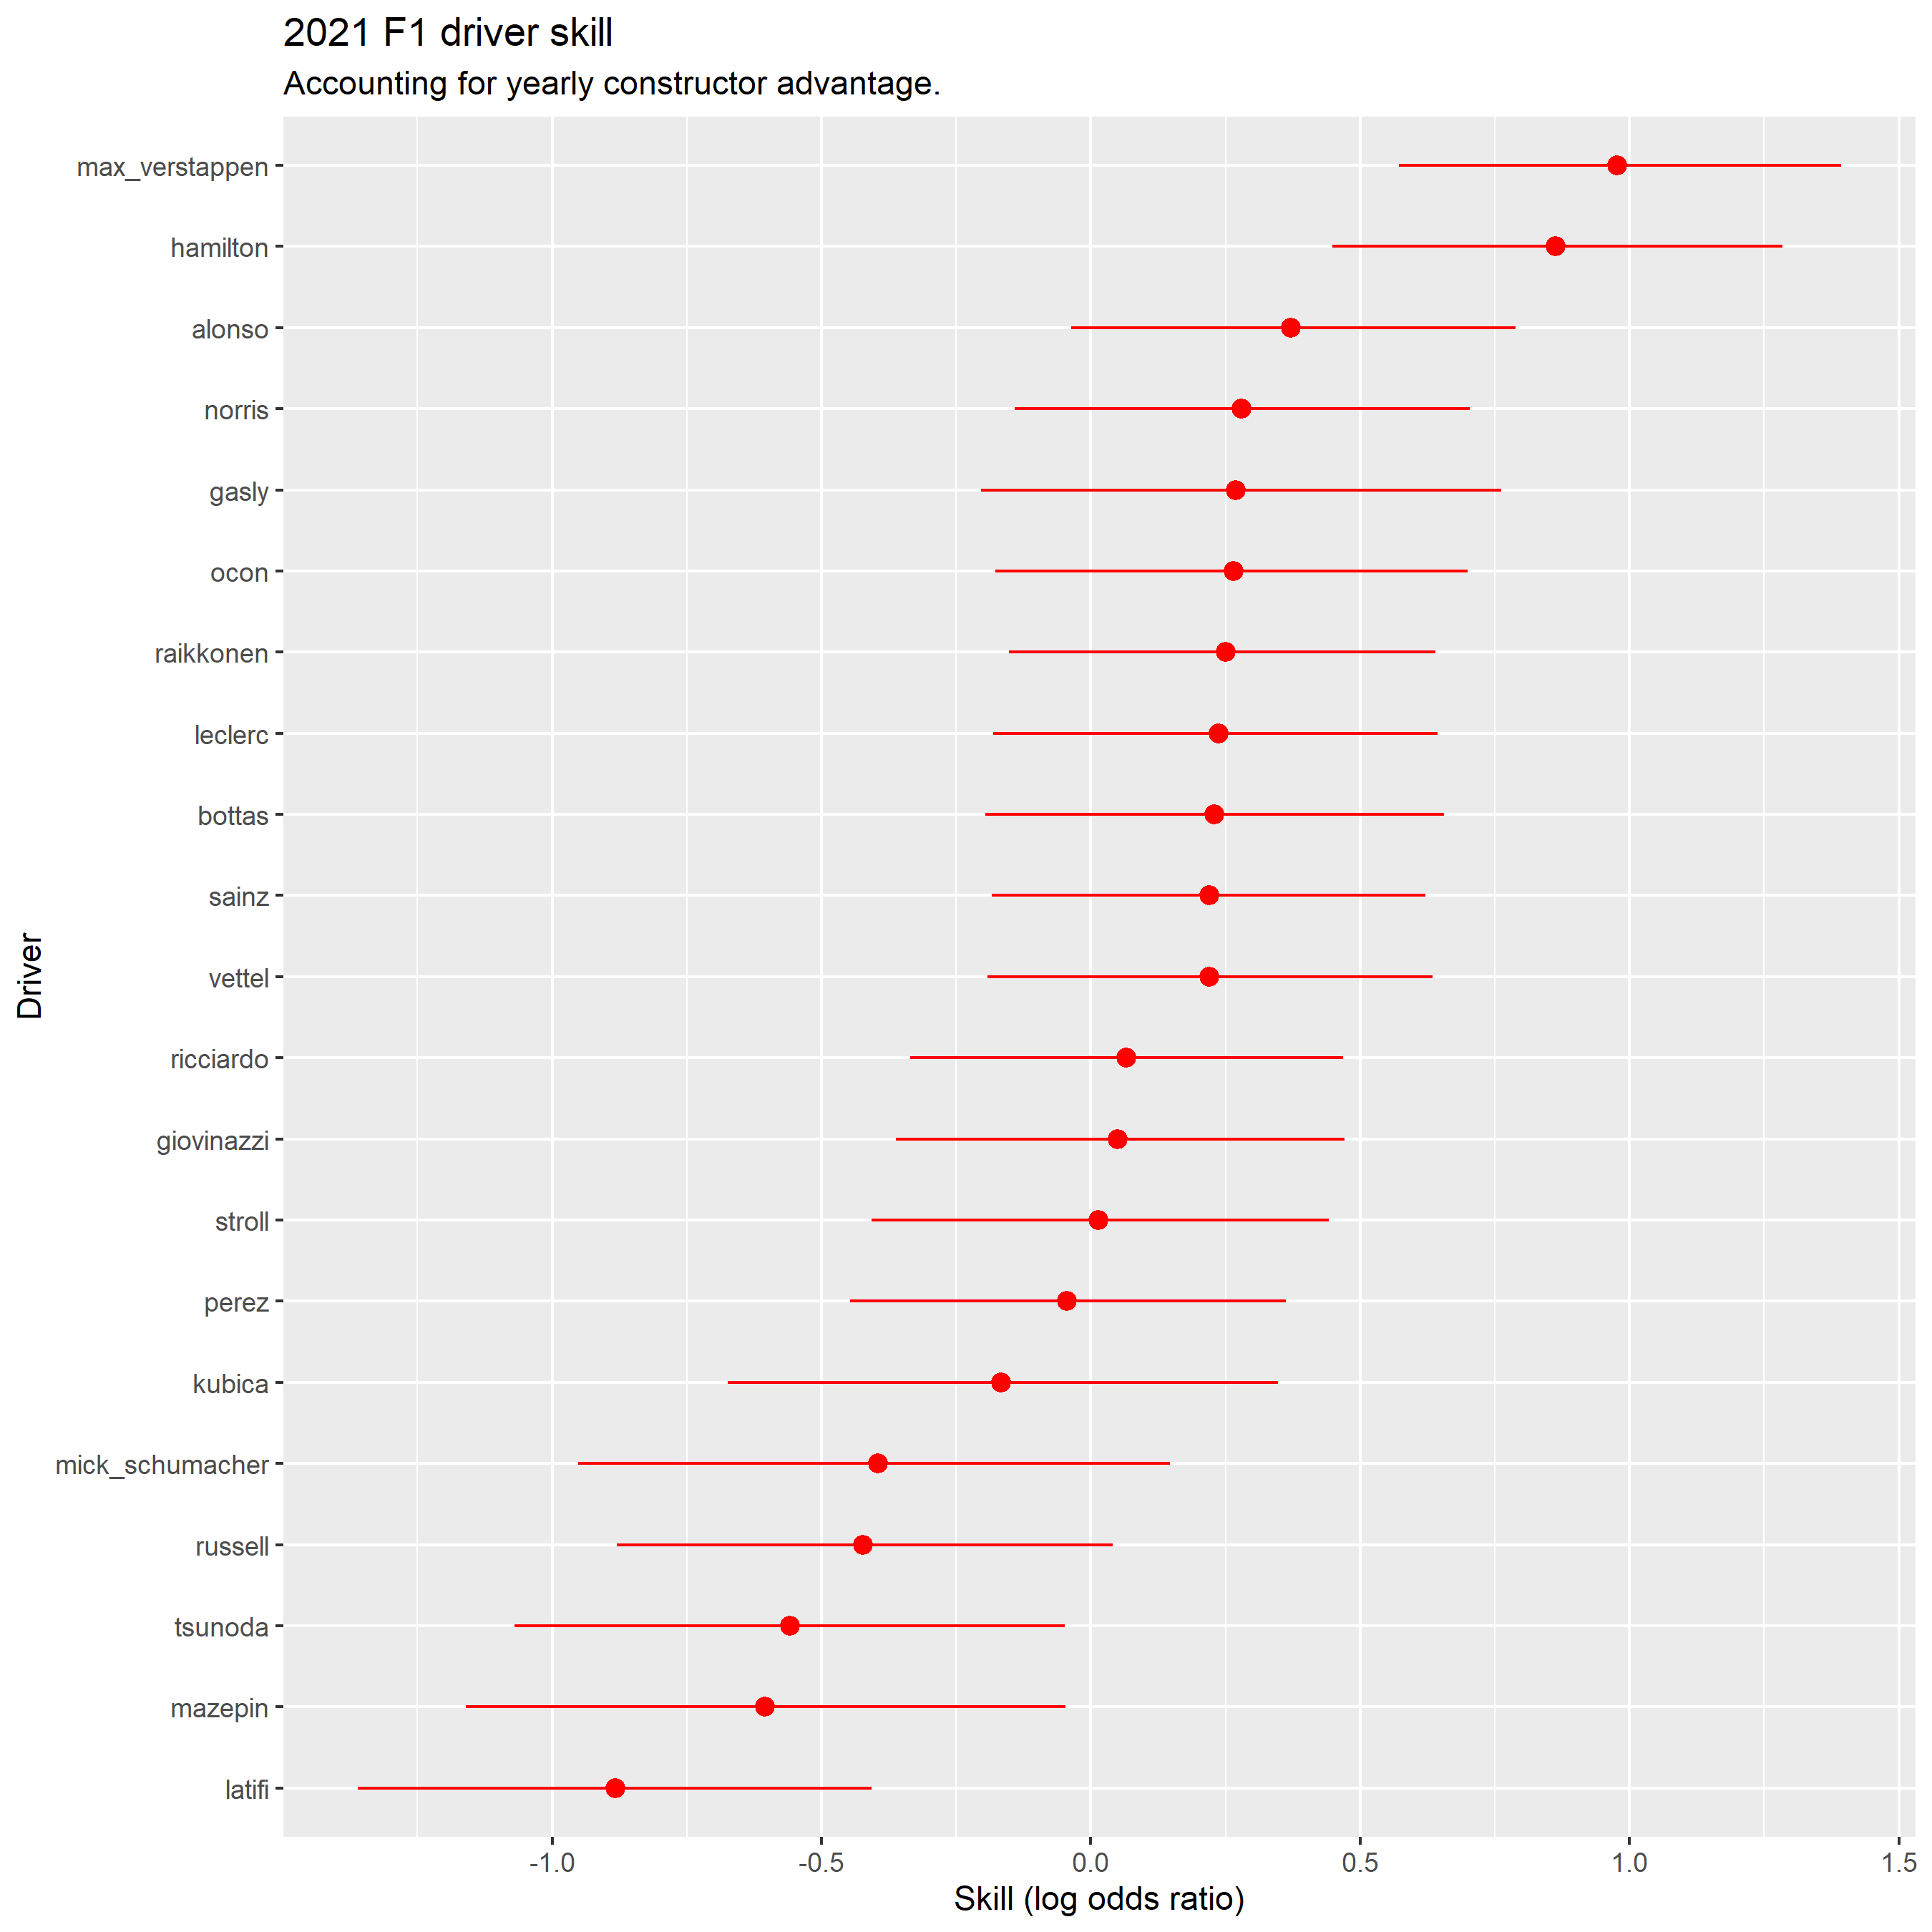 2021 F1 driver skill
Accounting for yearly constructor advantage.
Driver
max_verstappen
hamilton
alonso
norris
gasly
ocon
raikkonen
leclerc
bottas
sainz
vettel
ricciardo
giovinazzi
stroll
perez
kubica
mick_schumacher
russell
tsunoda
mazepin
latifi
-1.0 -0.5 0.0 0.5 1.0 1.5
Skill (log odds ratio)